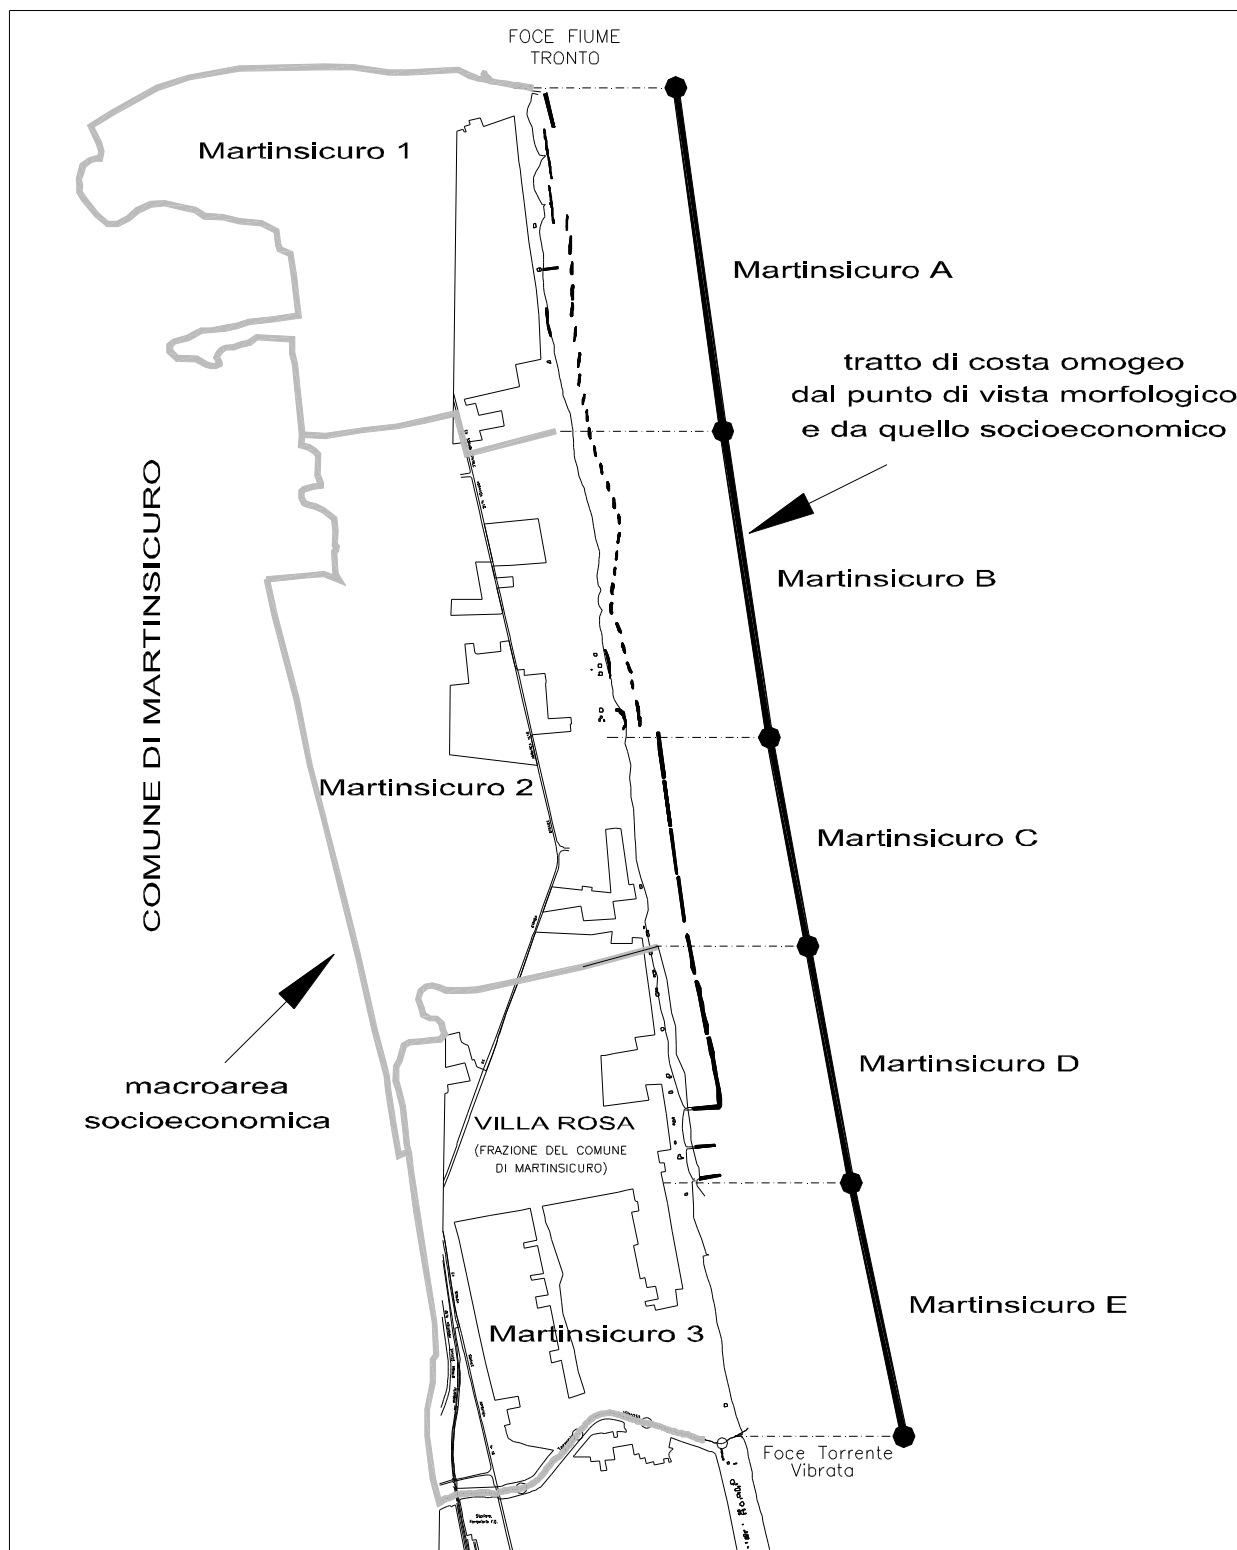 FOCE FIUME
TRONTO
Martinsicuro 1
Martinsicuro A
tratto di costa omogeo
dal punto di vista morfologico
e da quello socioeconomico
COMUNE DI MARTINSICURO
Martinsicuro B
Martinsicuro 2
Martinsicuro C
macroarea
socioeconomica
Martinsicuro D
VILLA ROSA
(FRAZIONE DEL COMUNE
DI MARTINSICURO)
Martinsicuro E
Martinsicuro 3
Foce Torrente
Vibrata